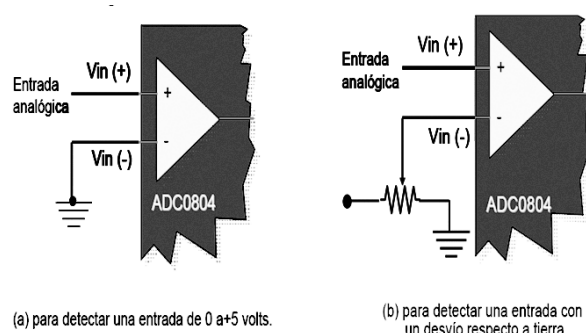 Entrada
analógica
Vin (+)
+
-
Vin (-)
ADC0804
(a) para detectar una entrada de 0 a+5 volts.
Entrada
analógica
Vin (+)
+
-
Vin (-)
ADC0804
(b) para detectar una entrada con
un desvío respecto a tierra